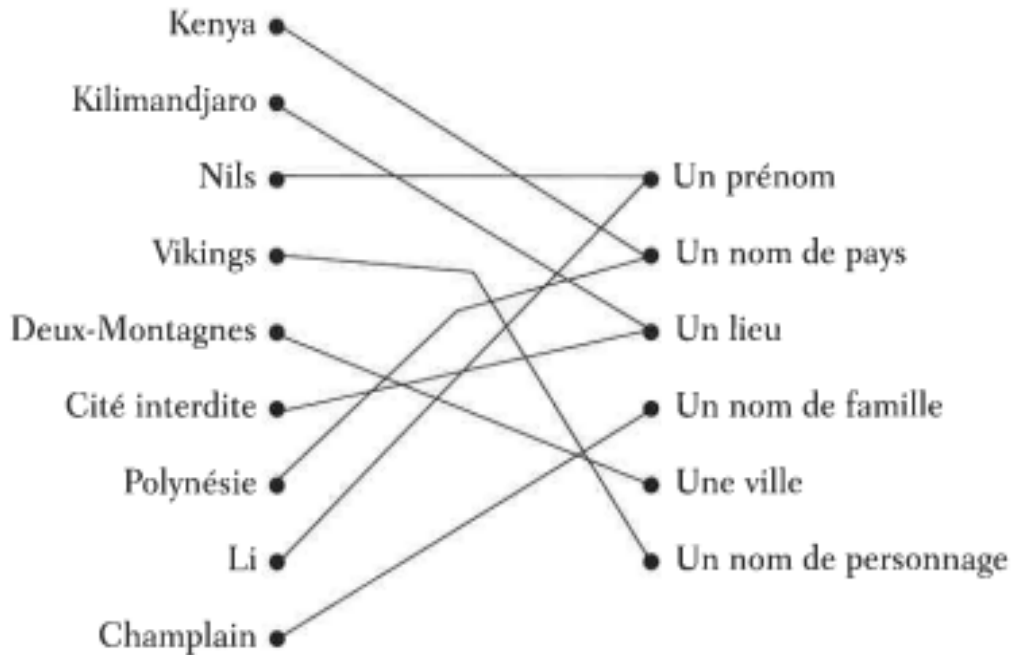 Kenya
Kilimandjaro
Nils
Vikings
Deux-Montagnes
Cité interdite
Polynésie
Li
Champlain
Un prénom
Un nom de pays
Un lieu
Un nom de famille
Une ville
Un nom de personnage